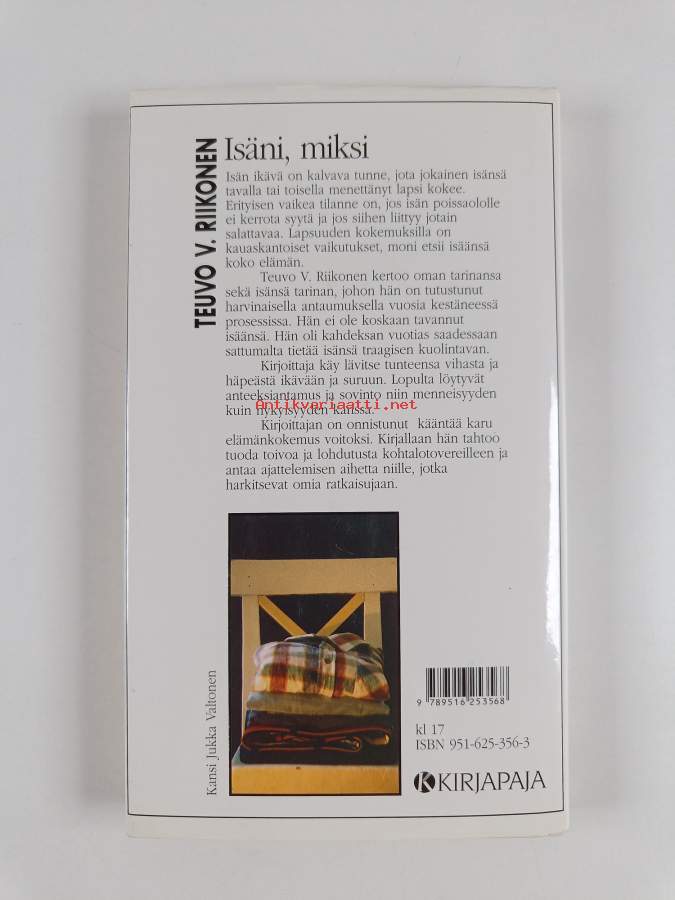 TEUVO V. RIIKONEN
Isäni, miksi
Isän ikävä on kalvava tunne, jota jokainen isänsä
tavalla tai toisella menettänyt lapsi kokee.
Erityisen vaikea tilanne on, jos isän poissaololle
ei kerrota syytä ja jos siihen liittyy jotain
salattavaa. Lapsuuden kokemuksilla on
kauaskantoiset vaikutukset, moni etsii isäänsä
koko elämän.
Teuvo V. Riikonen kertoo oman tarinansa
sekä isänsä tarinan, johon hän on tutustunut
harvinaisella antaumuksella vuosia kestäneessä
prosessissa. Hän ei ole koskaan tavannut
isäänsä. Hän oli kahdeksan vuotias saadessaan
sattumalta tietää isänsä traagisen kuolintavan.
Kirjoittaja käy lävitse tunteensa vihasta ja
häpeästä ikävään ja suruun. Lopulta löytyvät
anteeksiantamus ja sovinto niin menneisyyden
Antikvariaatti.net
kuin nykyisyyden kanssa.
Kirjoittajan on onnistunut kääntää karu
elämänkokemus voitoksi. Kirjallaan hän tahtoo
tuoda toivoa ja lohdutusta kohtalotovereilleen ja
antaa ajattelemisen aihetta niille, jotka
harkitsevat omia ratkaisujaan.
Kansi Jukka Valtonen
9 789516 253568
kl 17
ISBN 951-625-356-3
KIRJAPAJA